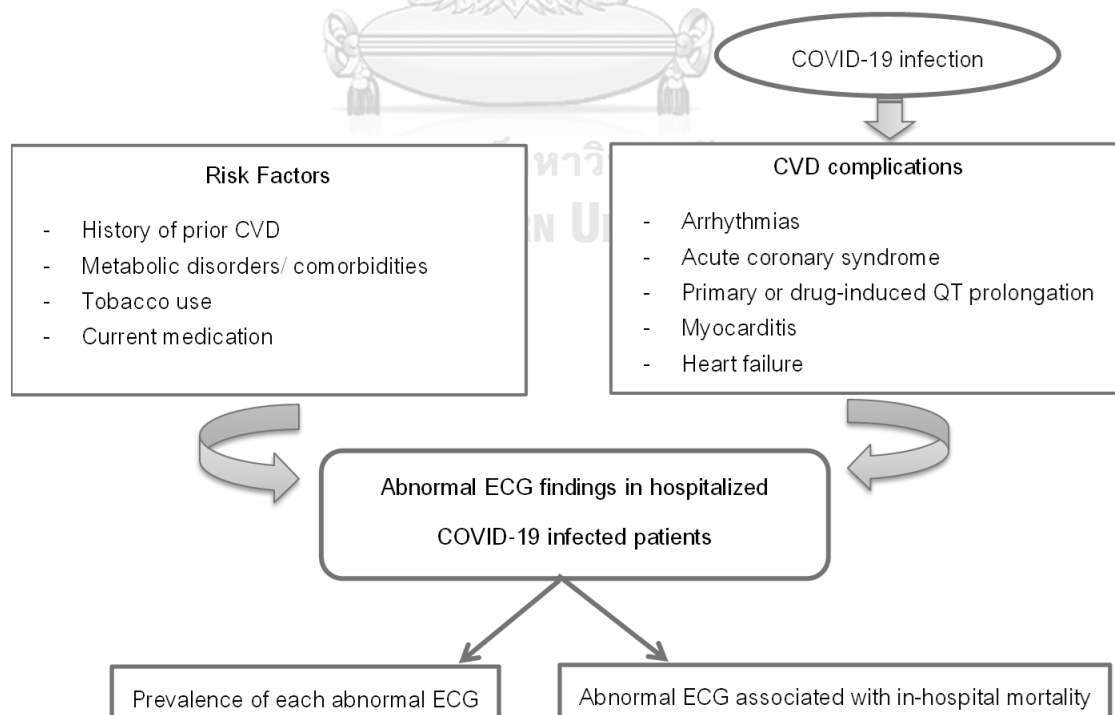 COVID-19 infection
Risk Factors
- History of prior CVD
- Metabolic disorders/ comorbidities
- Tobacco use
- Current medication
CVD complications
- Arrhythmias
- Acute coronary syndrome
- Primary or drug-induced QT prolongation
- Myocarditis
- Heart failure
Abnormal ECG findings in hospitalized
COVID-19 infected patients
Prevalence of each abnormal ECG
Abnormal ECG associated with in-hospital mortality